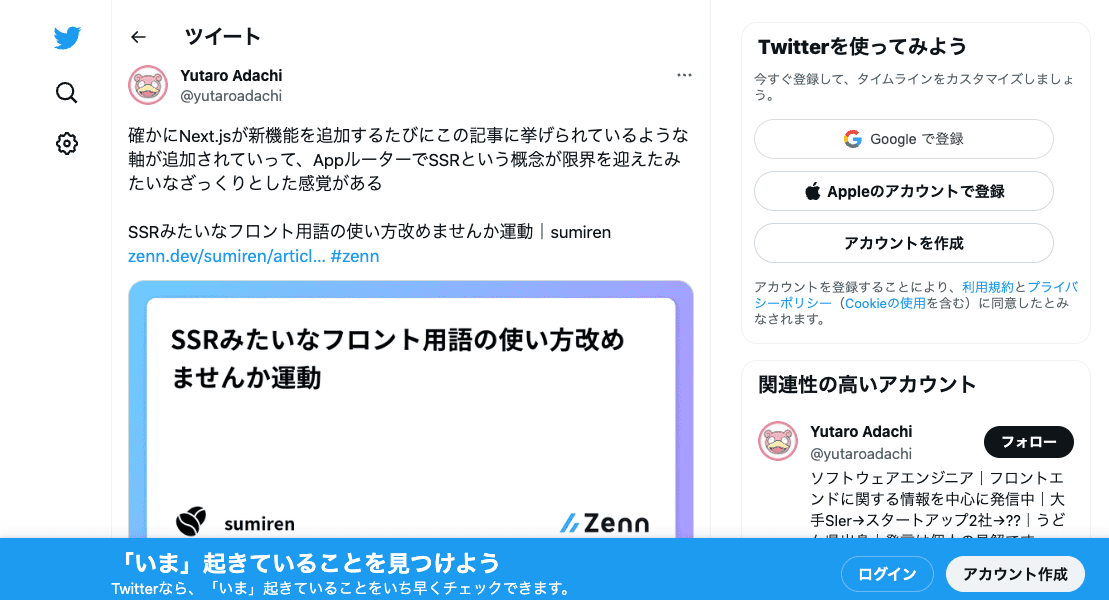 ツイート
Yutaro Adachi
@yutaroadachi
確かにNext.jsが新機能を追加するたびにこの記事に挙げられているような
軸が追加されていって、AppルーターでSSRという概念が限界を迎えたみ
たいなざっくりとした感覚がある
SSRみたいなフロント用語の使い方改めませんか運動｜sumiren
zenn.dev/sumiren/articl... #zenn
SSRみたいなフロント用語の使い方改め
ませんか運動
sumiren
Zenn
Twitterを使ってみよう
今すぐ登録して、タイムラインをカスタマイズしましょ
う。
Google で登録
Appleのアカウントで登録
アカウントを作成
アカウントを登録することにより、利用規約とプライバ
シーポリシー（Cookieの使用を含む）に同意したとみ
なされます。
関連性の高いアカウント
Yutaro Adachi
@yutaroadachi
フォロー
ソフトウェアエンジニア｜フロントエ
ンドに関する情報を中心に発信中｜大
手SIer→スタートアップ2社→??｜うど
「いま」起きていることを見つけよう
Twitterなら、「いま」起きていることをいち早くチェックできます。
ログイン
アカウント作成